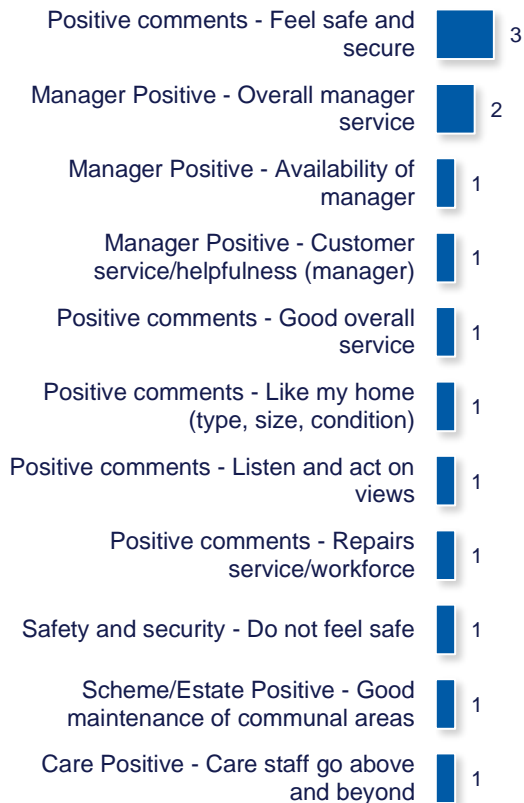 Positive comments - Feel safe and
secure
3
Manager Positive - Overall manager
service
2
Manager Positive - Availability of
manager
1
Manager Positive - Customer
service/helpfulness (manager)
1
Positive comments - Good overall
service
1
Positive comments - Like my home
(type, size, condition)
1
Positive comments - Listen and act on
views
1
Positive comments - Repairs
service/workforce
1
Safety and security - Do not feel safe
1
Scheme/Estate Positive - Good
maintenance of communal areas
1
Care Positive - Care staff go above
and beyond
1